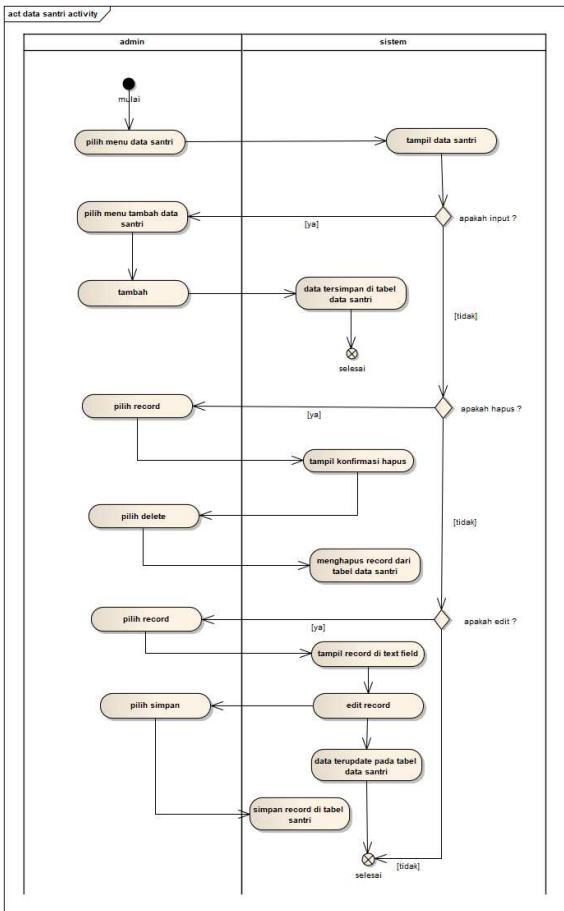 act data santri activity
admin
sistem
mulai
pilih menu data santri
tampil data santri
pilih menu tambah data
santri
[ya]
apakah input ?
tambah
data tersimpan di tabel
data santri
[tidak]
selesai
pilih record
[ya]
apakah hapus ?
tampil konfirmasi hapus
pilih delete
[tidak]
menghapus record dari
tabel data santri
pilih record
[ya]
apakah edit ?
tampil record di text field
pilih simpan
edit record
data terupdate pada tabel
data santri
simpan record di tabel
santri
[tidak]
selesai